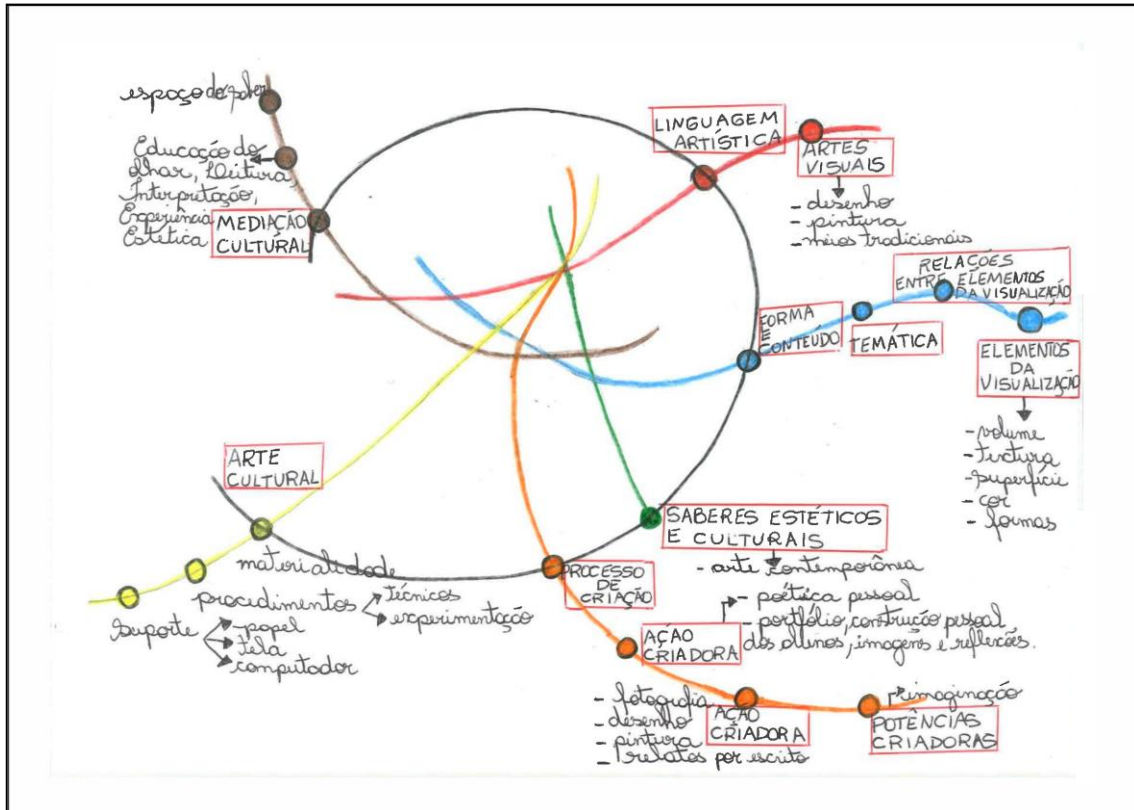 espaço do saber
Educação do
olhar, leitura,
Interpretação,
Experiência
Estética
MEDIAÇÃO
CULTURAL
LINGUAGEM
ARTÍSTICA
ARTES
VISUAIS
- desenho
- pintura
- meios tradicionais
FORMA
E
CONTEÚDO
TEMÁTICA
RELAÇÕES
ENTRE ELEMENTOS
DA VISUALIZAÇÃO
ELEMENTOS
DA
VISUALIZAÇÃO
- volume
- textura
- superfície
- cor
- formas
ARTE
CULTURAL
materialidade
procedimentos
técnicos
experimentação
suporte
papel
tela
computador
SABERES ESTÉTICOS
E CULTURAIS
- arte contemporânea
PROCESSO
DE
CRIAÇÃO
AÇÃO
CRIADORA
- poética pessoal
- portfólio, construção pessoal
dos alunos, imagens e reflexões.
- fotografia
- desenho
- pintura
- relatos por escrito
AÇÃO
CRIADORA
imaginação
POTÊNCIAS
CRIADORAS